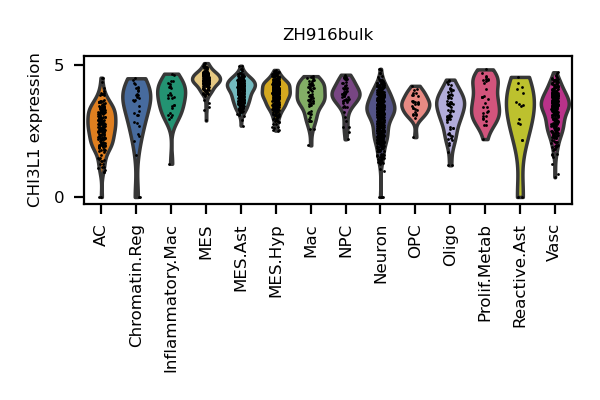 ZH916bulk
CHI3L1 expression
5
0
AC
Chromatin.Reg
Inflammatory.Mac
MES
MES.Ast
MES.Hyp
Mac
NPC
Neuron
OPC
Oligo
Prolif.Metab
Reactive.Ast
Vasc